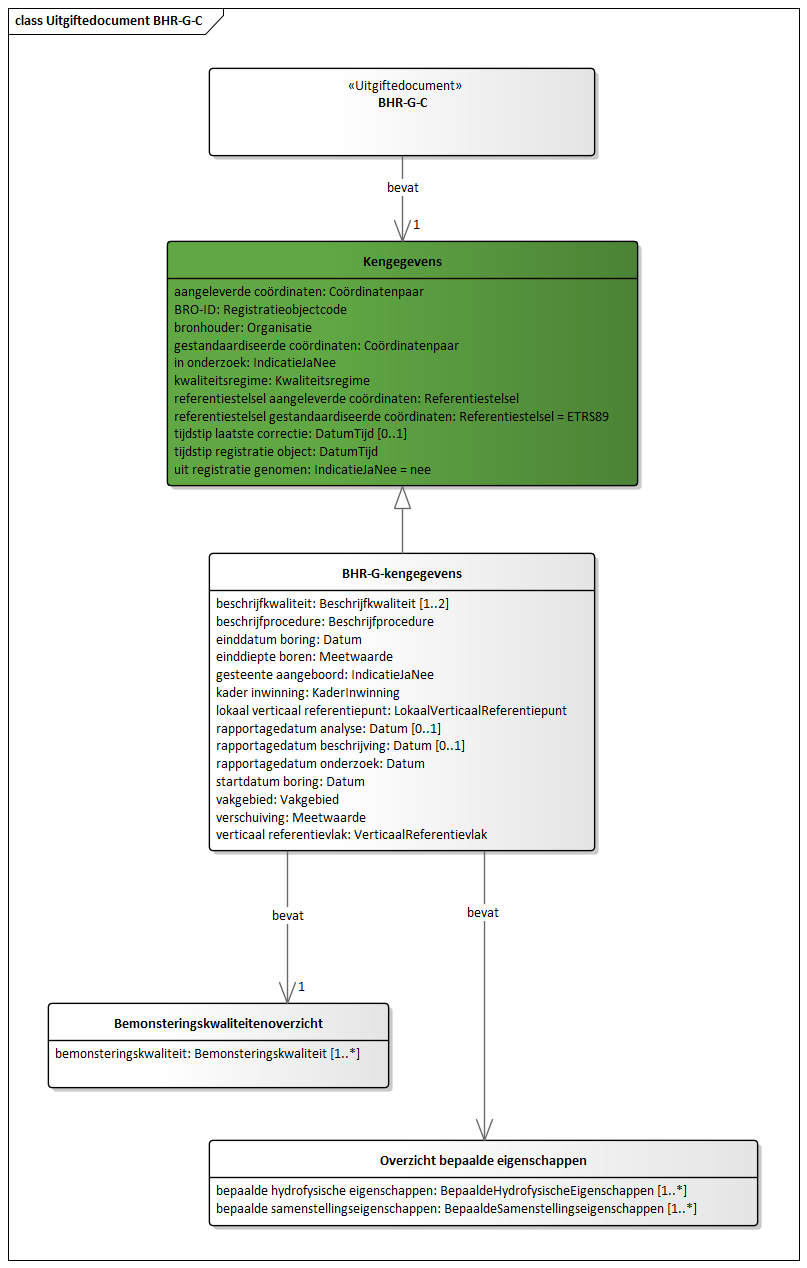 class Uitgiftedocument BHR-G-C
«Uitgiftedocument»
BHR-G-C
bevat
1
Kengegevens
aangeleverde coördinaten: Coördinatenpaar
BRO-ID: Registratieobjectcode
bronhouder: Organisatie
gestandaardiseerde coördinaten: Coördinatenpaar
in onderzoek: IndicatieJaNee
kwaliteitsregime: Kwaliteitsregime
referentiestelsel aangeleverde coördinaten: Referentiestelsel
referentiestelsel gestandaardiseerde coördinaten: Referentiestelsel = ETRS89
tijdstip laatste correctie: DatumTijd [0..1]
tijdstip registratie object: DatumTijd
uit registratie genomen: IndicatieJaNee = nee
BHR-G-kengegevens
beschrijfkwaliteit: Beschrijfkwaliteit [1..2]
beschrijfprocedure: Beschrijfprocedure
einddatum boring: Datum
einddiepte boren: Meetwaarde
gesteente aangeboord: IndicatieJaNee
kader inwinning: KaderInwinning
lokaal verticaal referentiepunt: LokaalVerticaalReferentiepunt
rapportagedatum analyse: Datum [0..1]
rapportagedatum beschrijving: Datum [0..1]
rapportagedatum onderzoek: Datum
startdatum boring: Datum
vakgebied: Vakgebied
verschuiving: Meetwaarde
verticaal referentievlak: VerticaalReferentievlak
bevat
bevat
1
Bemonsteringskwaliteitenoverzicht
bemonsteringskwaliteit: Bemonsteringskwaliteit [1..*]
Overzicht bepaalde eigenschappen
bepaalde hydrofysische eigenschappen: BepaaldeHydrofysischeEigenschappen [1..*]
bepaalde samenstellingseigenschappen: BepaaldeSamenstellingseigenschappen [1..*]